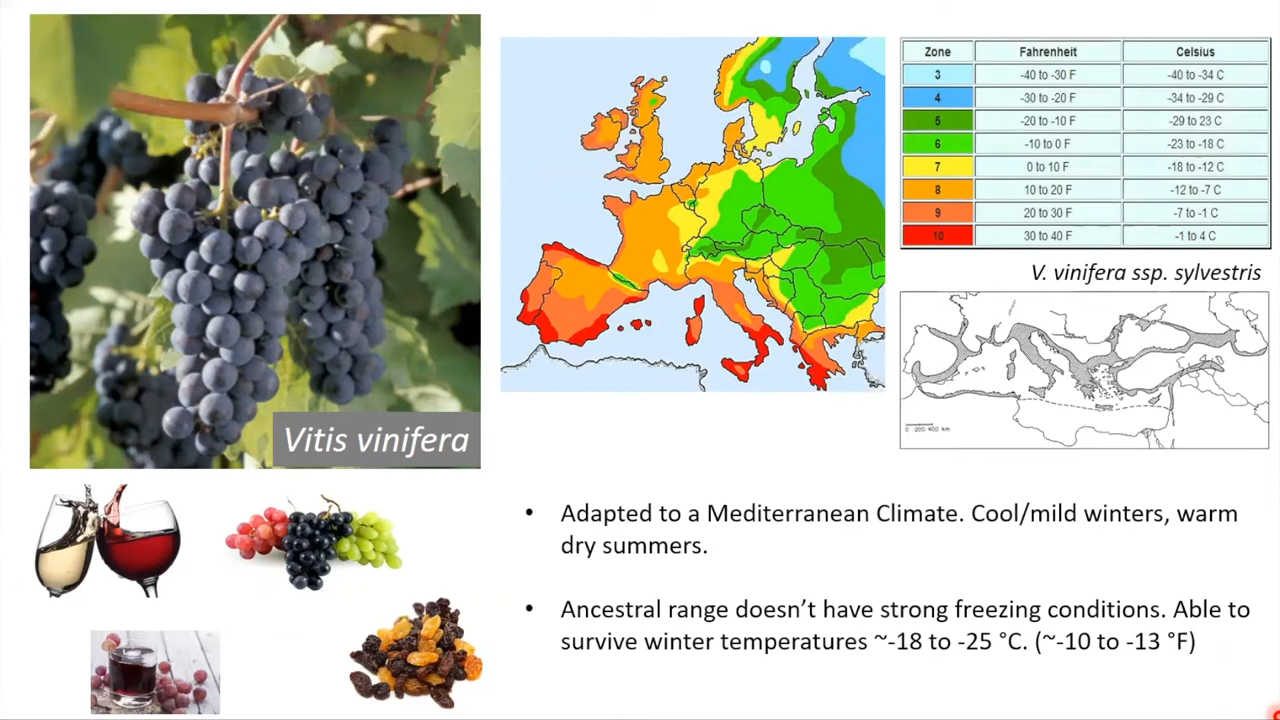 Vitis vinifera
Zone Fahrenheit Celsius
3 -40 to -30 F -40 to -34 C
4 -30 to -20 F -34 to -29 C
5 -20 to -10 F -29 to 23 C
6 -10 to 0 F -23 to -18 C
7 0 to 10 F -18 to -12 C
8 10 to 20 F -12 to -7 C
9 20 to 30 F -7 to -1 C
10 30 to 40 F -1 to 4 C
V. vinifera ssp. sylvestris
0 200 400 km
• Adapted to a Mediterranean Climate. Cool/mild winters, warm
dry summers.
• Ancestral range doesn’t have strong freezing conditions. Able to
survive winter temperatures ~-18 to -25 °C. (~-10 to -13 °F)